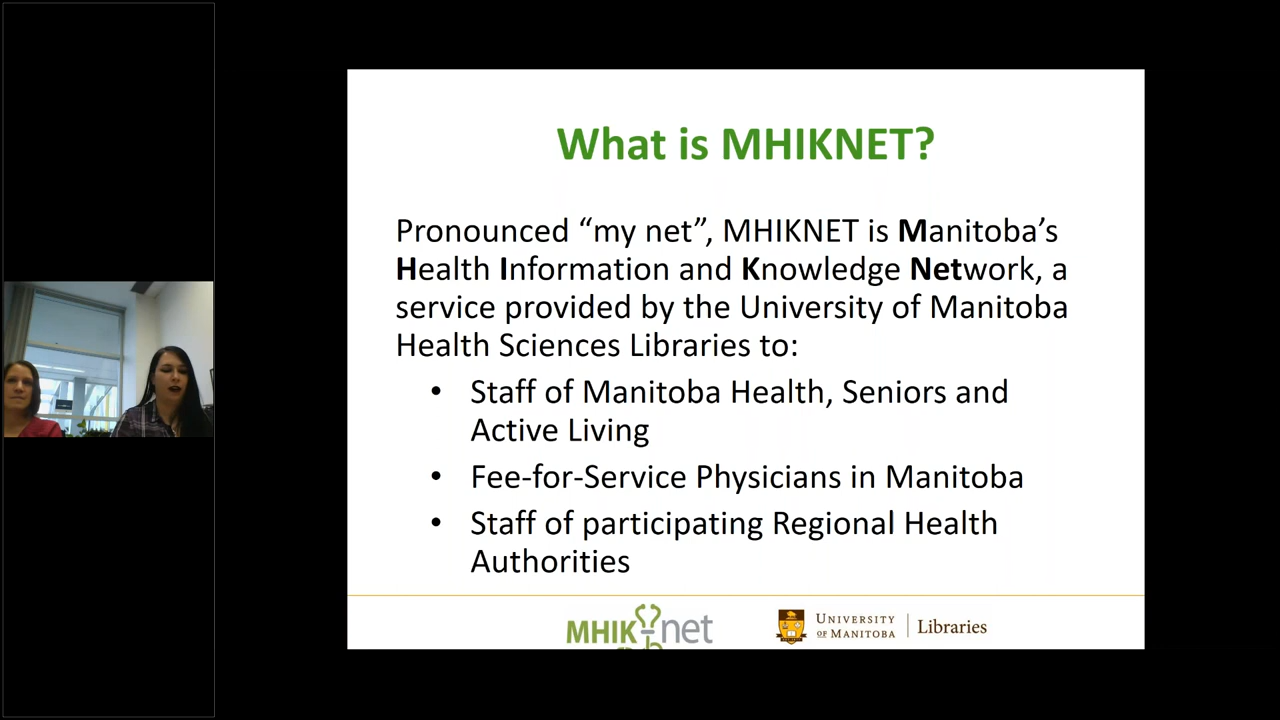 What is MHIKNET?
Pronounced “my net”, MHIKNET is Manitoba’s
Health Information and Knowledge Network, a
service provided by the University of Manitoba
Health Sciences Libraries to:
• Staff of Manitoba Health, Seniors and
Active Living
• Fee-for-Service Physicians in Manitoba
• Staff of participating Regional Health
Authorities
MHIK-net
UNIVERSITY
OF MANITOBA
Libraries